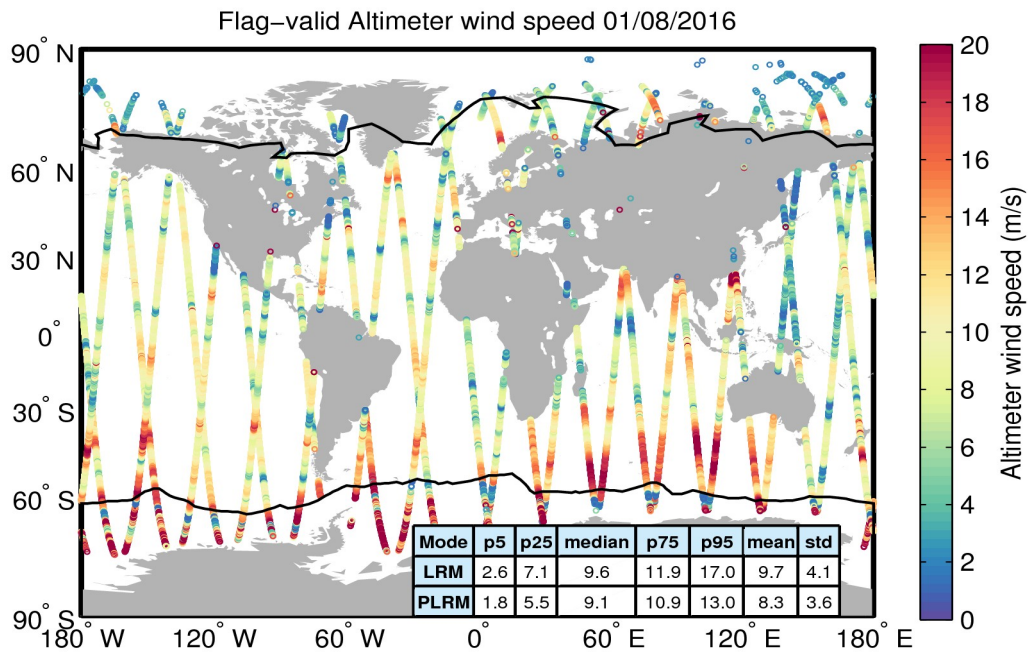 Flag−valid Altimeter wind speed 01/08/2016
90° N
60° N
30° N
0°
30° S
60° S
90° S
180° W
120° W
60° W
0°
60° E
120° E
180° E
Mode p5 p25 median p75 p95 mean std
LRM 2.6 7.1 9.6 11.9 17.0 9.7 4.1
PLRM 1.8 5.5 9.1 10.9 13.0 8.3 3.6
20
18
16
14
12
10
8
6
4
2
0
Altimeter wind speed (m/s)